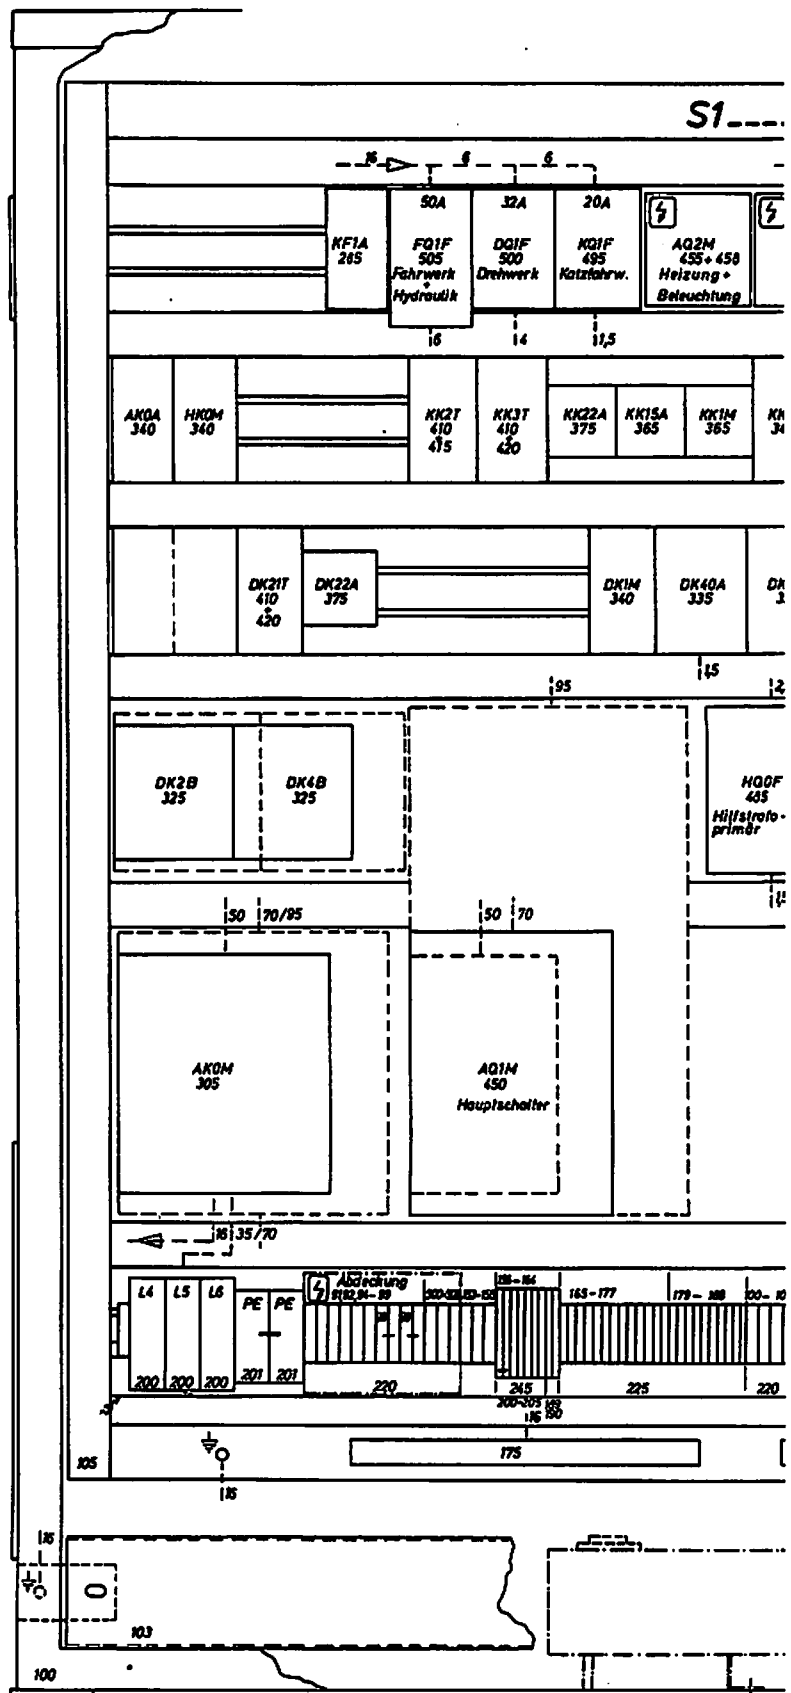 S1
16 6 6
50A 32A 20A
KF1A
265
FQ1F
505
Fahrwerk
+
Hydraulik
DQ1F
500
Drehwerk
KQ1F
495
Katzfahrw.
AQ2M
455+458
Heizung+
Beleuchtung
6 4 1,5
AK0A
340
HK0M
340
KK2T
410
+
415
KK3T
410
+
420
KK22A
375
KK15A
365
KK1M
365
DK21T
410
+
420
DK22A
375
DK1M
340
DK40A
335
1,5
95
DK2B
325
DK4B
325
HQ0F
485
Hilfstrafo-
primär
50 70/95 50 70
AK0M
305
AQ1M
450
Hauptschalter
16 35/70
L4 L5 L6 PE PE
Abdeckung
165-177 179-188
200 200 200 201 201 220 245 225 220
16
175
105
16
16
103
100